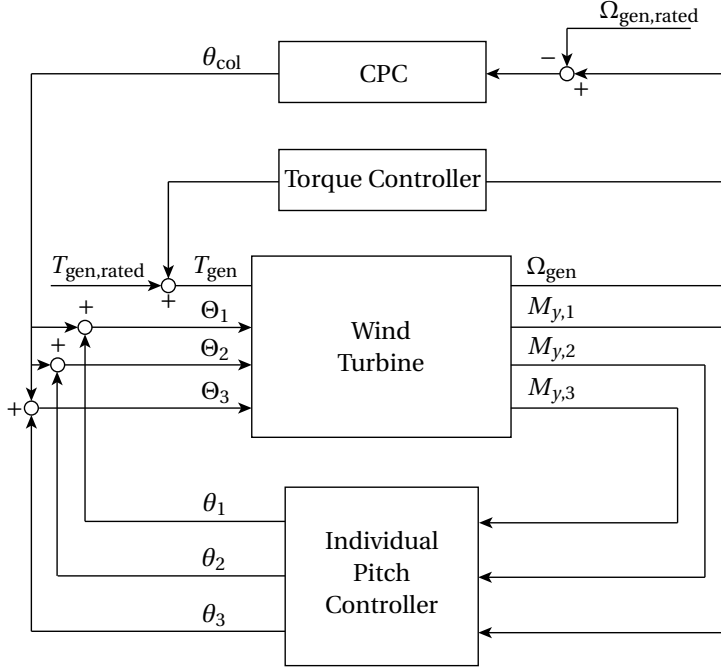 Ω_gen,rated
θ_col
CPC
−
+
Torque Controller
T_gen,rated
T_gen
+
Ω_gen
+
Θ_1
M_y,1
Wind
Turbine
+
Θ_2
M_y,2
+
Θ_3
M_y,3
θ_1
Individual
Pitch
Controller
θ_2
θ_3